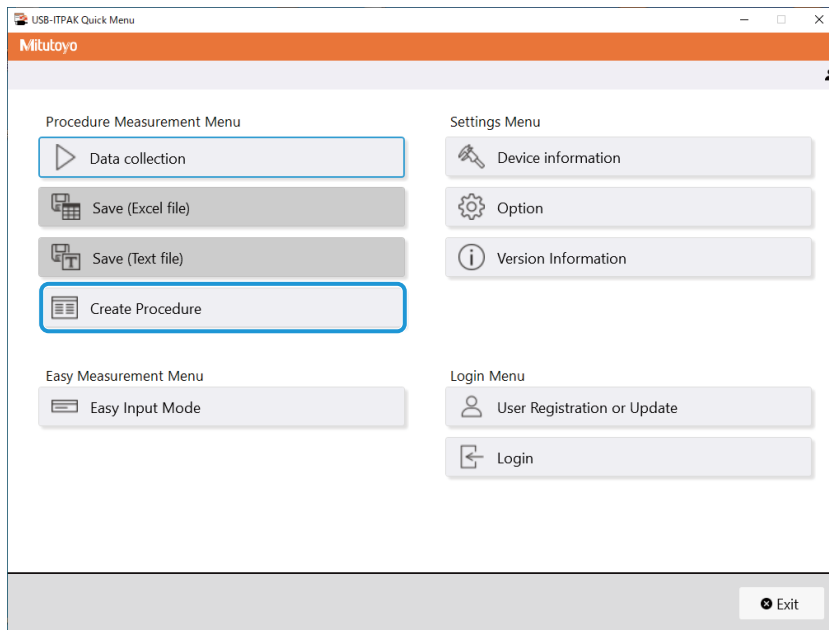 USB-ITPAK Quick Menu
Mitutoyo
Procedure Measurement Menu
Data collection
Save (Excel file)
Save (Text file)
Create Procedure
Easy Measurement Menu
Easy Input Mode
Settings Menu
Device information
Option
Version Information
Login Menu
User Registration or Update
Login
Exit